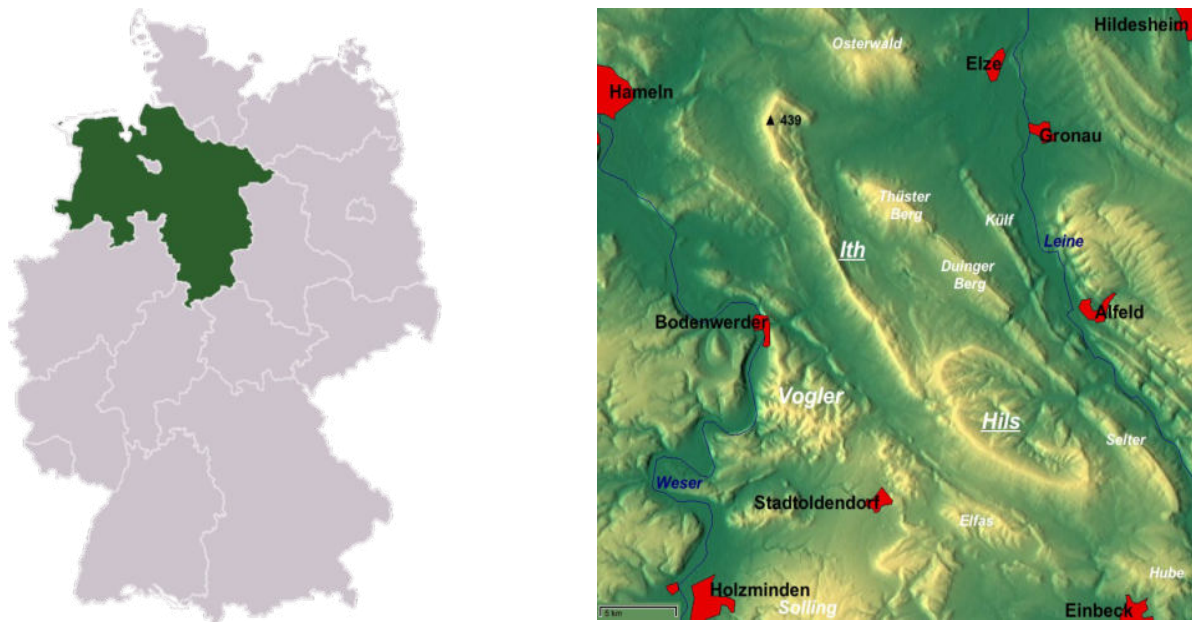 Hildesheim
Osterwald
Elze
Hameln
439
Gronau
Thüster
Berg
Külf
Leine
Ith
Duinger
Berg
Alfeld
Bodenwerder
Vogler
Hils
Selter
Weser
Stadtoldendorf
Elfas
Hube
Holzminden
Solling
Einbeck
5 km